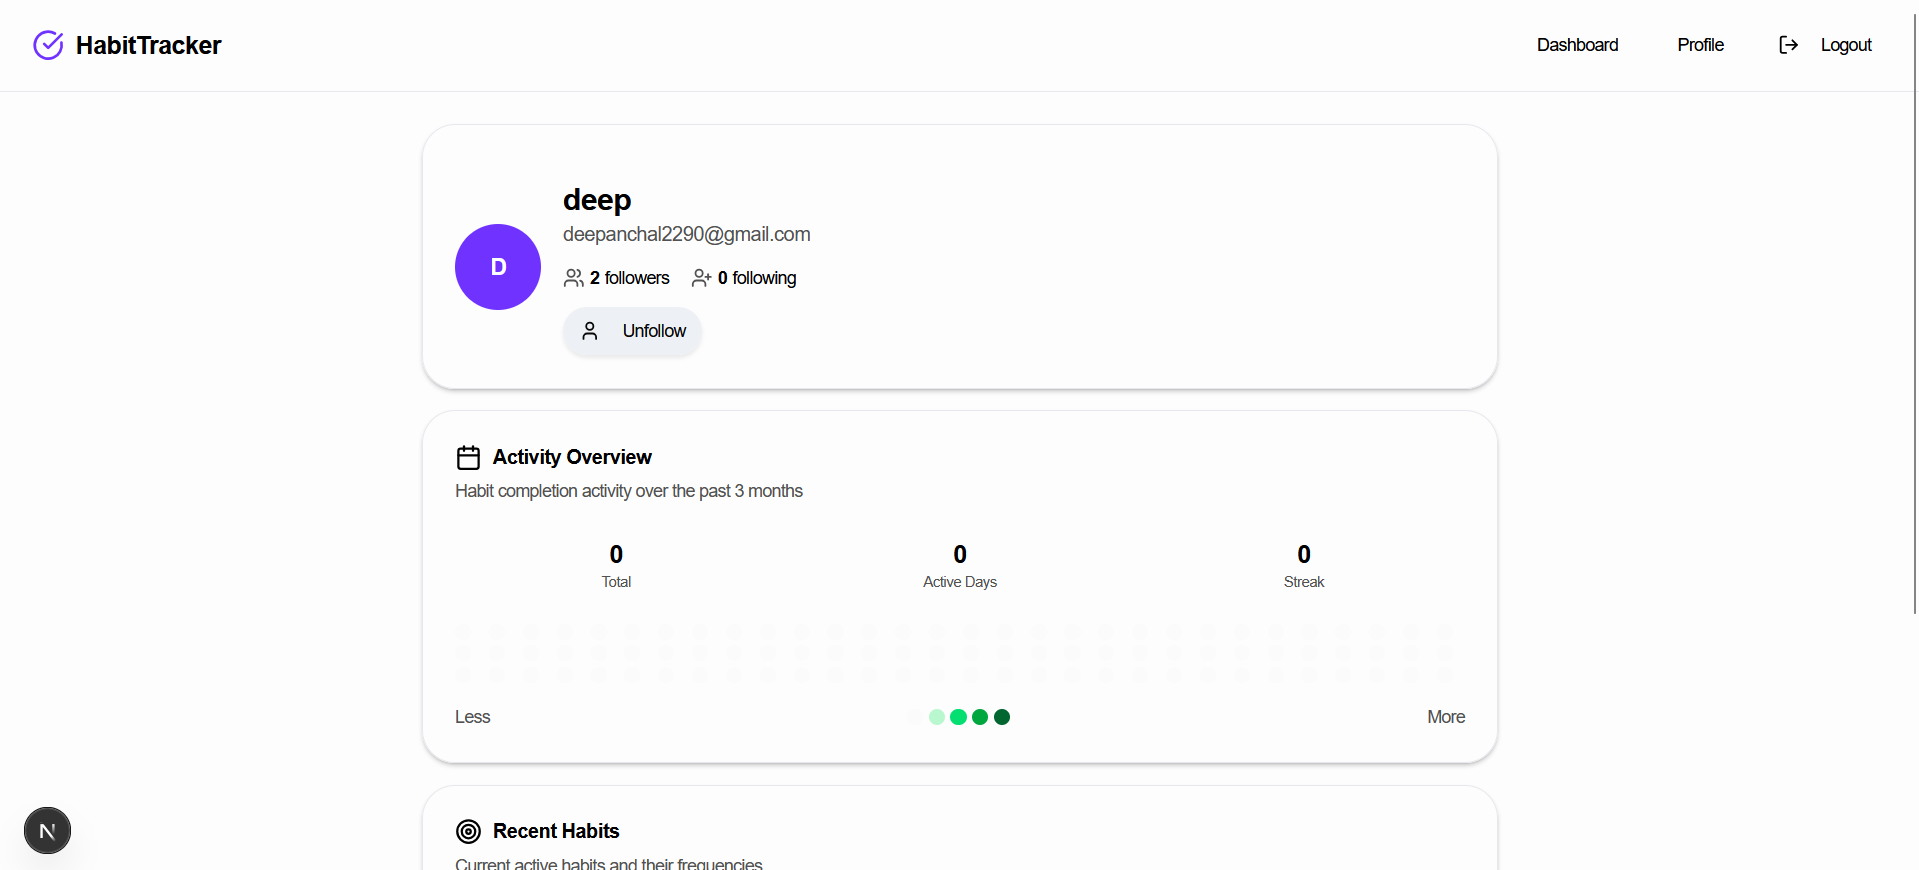 HabitTracker
Dashboard
Profile
Logout
D
deep
deepanchal2290@gmail.com
2 followers
0 following
Unfollow
Activity Overview
Habit completion activity over the past 3 months
0
Total
0
Active Days
0
Streak
Less
More
N
Recent Habits
Current active habits and their frequencies